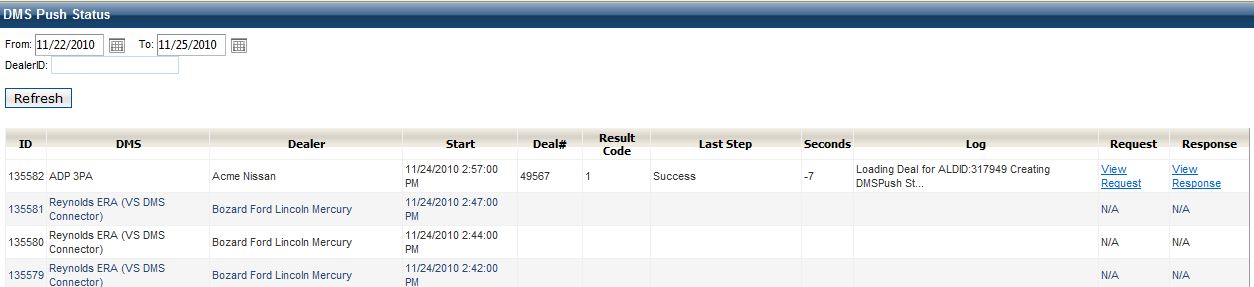 DMS Push Status
From: 11/22/2010 To: 11/25/2010
DealerID:
Refresh
ID DMS Dealer Start Deal# Result Code Last Step Seconds Log Request Response
135582 ADP 3PA Acme Nissan 11/24/2010 2:57:00 PM 49567 1 Success -7 Loading Deal for ALDID:317949 Creating DMSPush St... View Request View Response
135581 Reynolds ERA (VS DMS Connector) Bozard Ford Lincoln Mercury 11/24/2010 2:47:00 PM N/A N/A
135580 Reynolds ERA (VS DMS Connector) Bozard Ford Lincoln Mercury 11/24/2010 2:44:00 PM N/A N/A
135579 Reynolds ERA (VS DMS Connector) Bozard Ford Lincoln Mercury 11/24/2010 2:42:00 PM N/A N/A